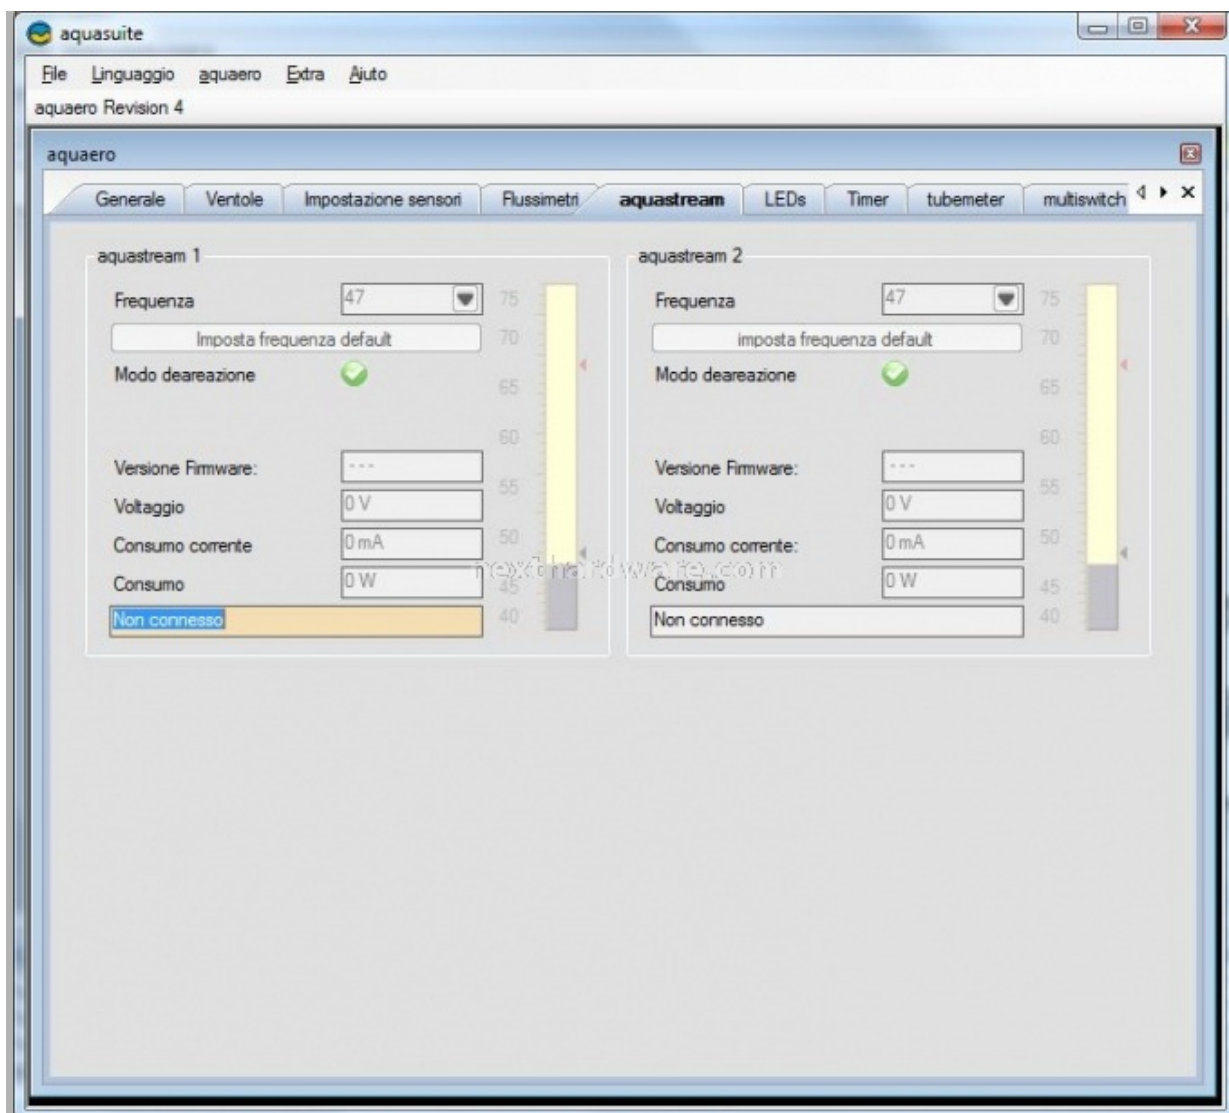 aquasuite
File Linguaggio aquaero Extra Aiuto
aquaero Revision 4
aquaero
Generale Ventole Impostazione sensori Flussimetri aquastream LEDs Timer tubemeter multiswitch
aquastream 1
Frequenza 47
Imposta frequenza default
Modo deareazione
Versione Firmware: - - -
Voltaggio 0 V
Consumo corrente 0 mA
Consumo 0 W
Non connesso
75
70
65
60
55
50
45
40
aquastream 2
Frequenza 47
imposta frequenza default
Modo deareazione
Versione Firmware: - - -
Voltaggio 0 V
Consumo corrente: 0 mA
Consumo 0 W
Non connesso
75
70
65
60
55
50
45
40
nexthardware.com